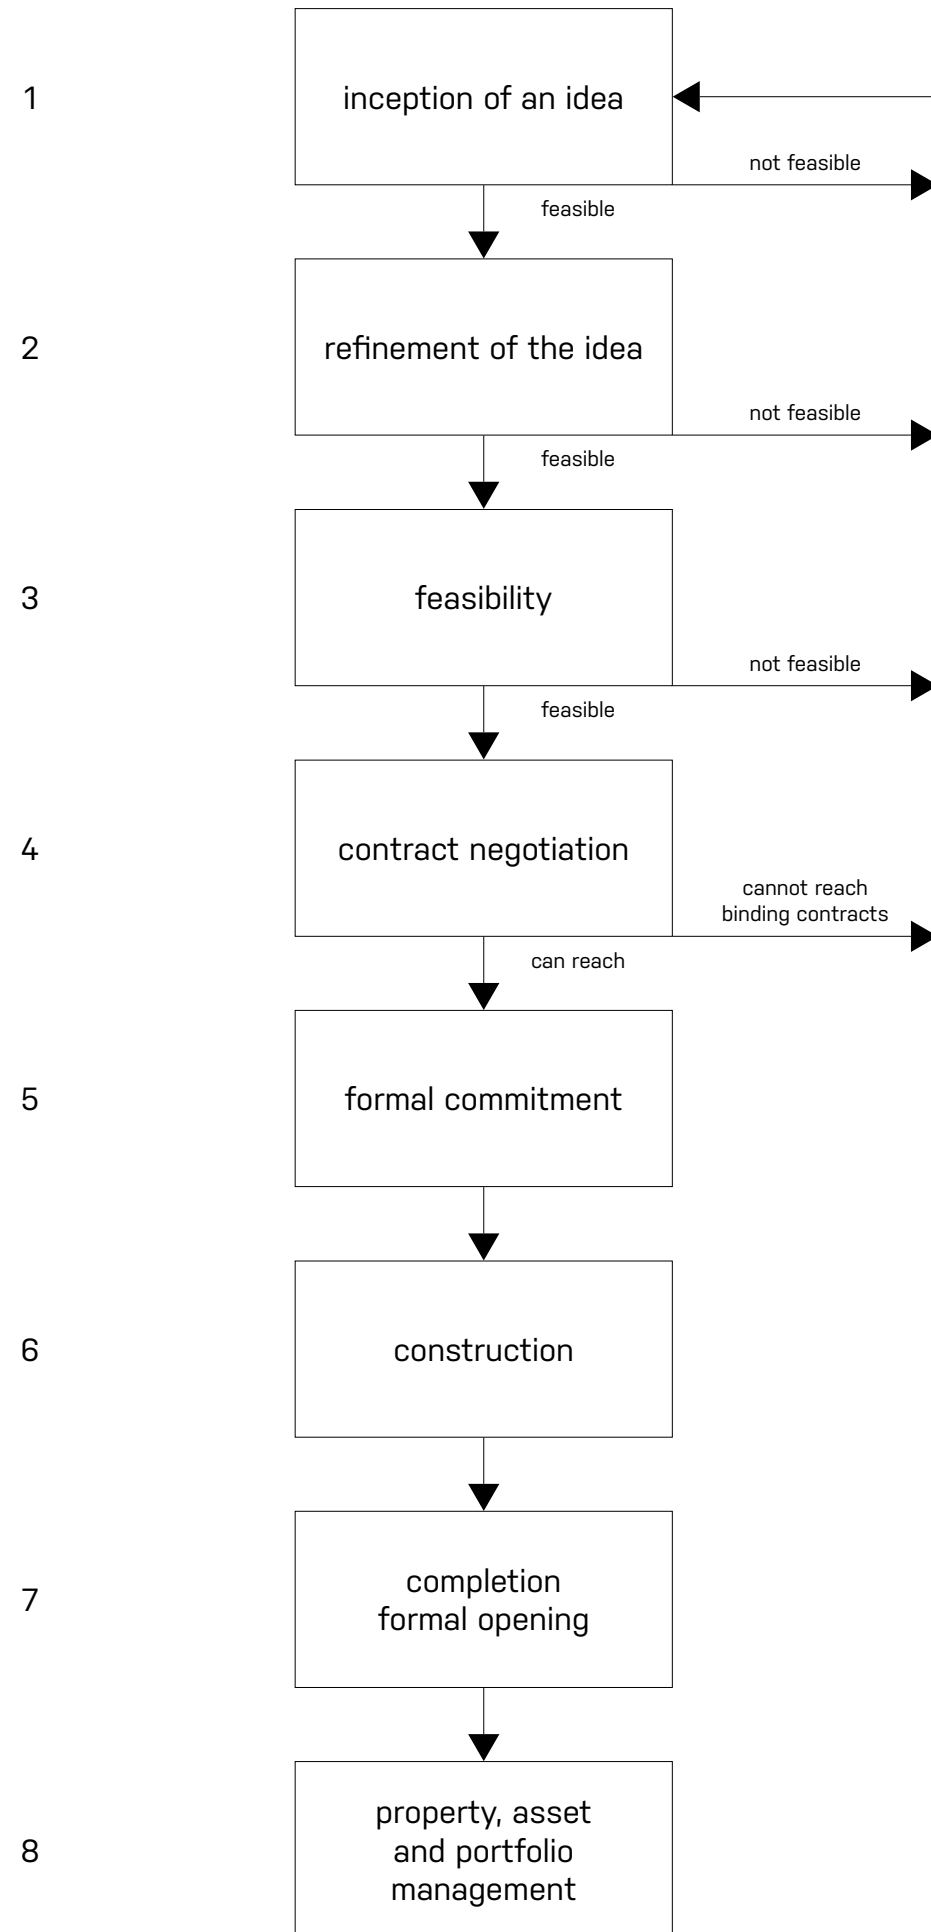 1
inception of an idea
not feasible
feasible
2
refinement of the idea
not feasible
feasible
3
feasibility
not feasible
feasible
4
contract negotiation
cannot reach
binding contracts
can reach
5
formal commitment
6
construction
7
completion
formal opening
8
property, asset
and portfolio
management